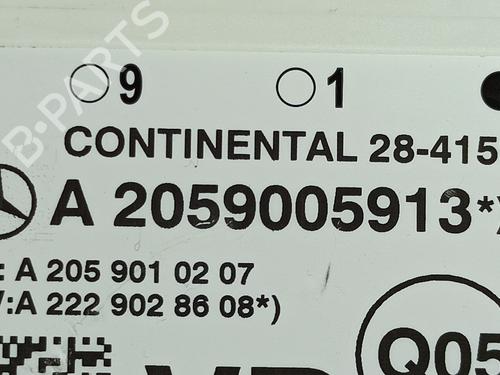 9 1
CONTINENTAL 28-415
A 2059005913*)
: A 205 901 02 07
/:A 222 902 86 08*)
Q05
B-PARTS